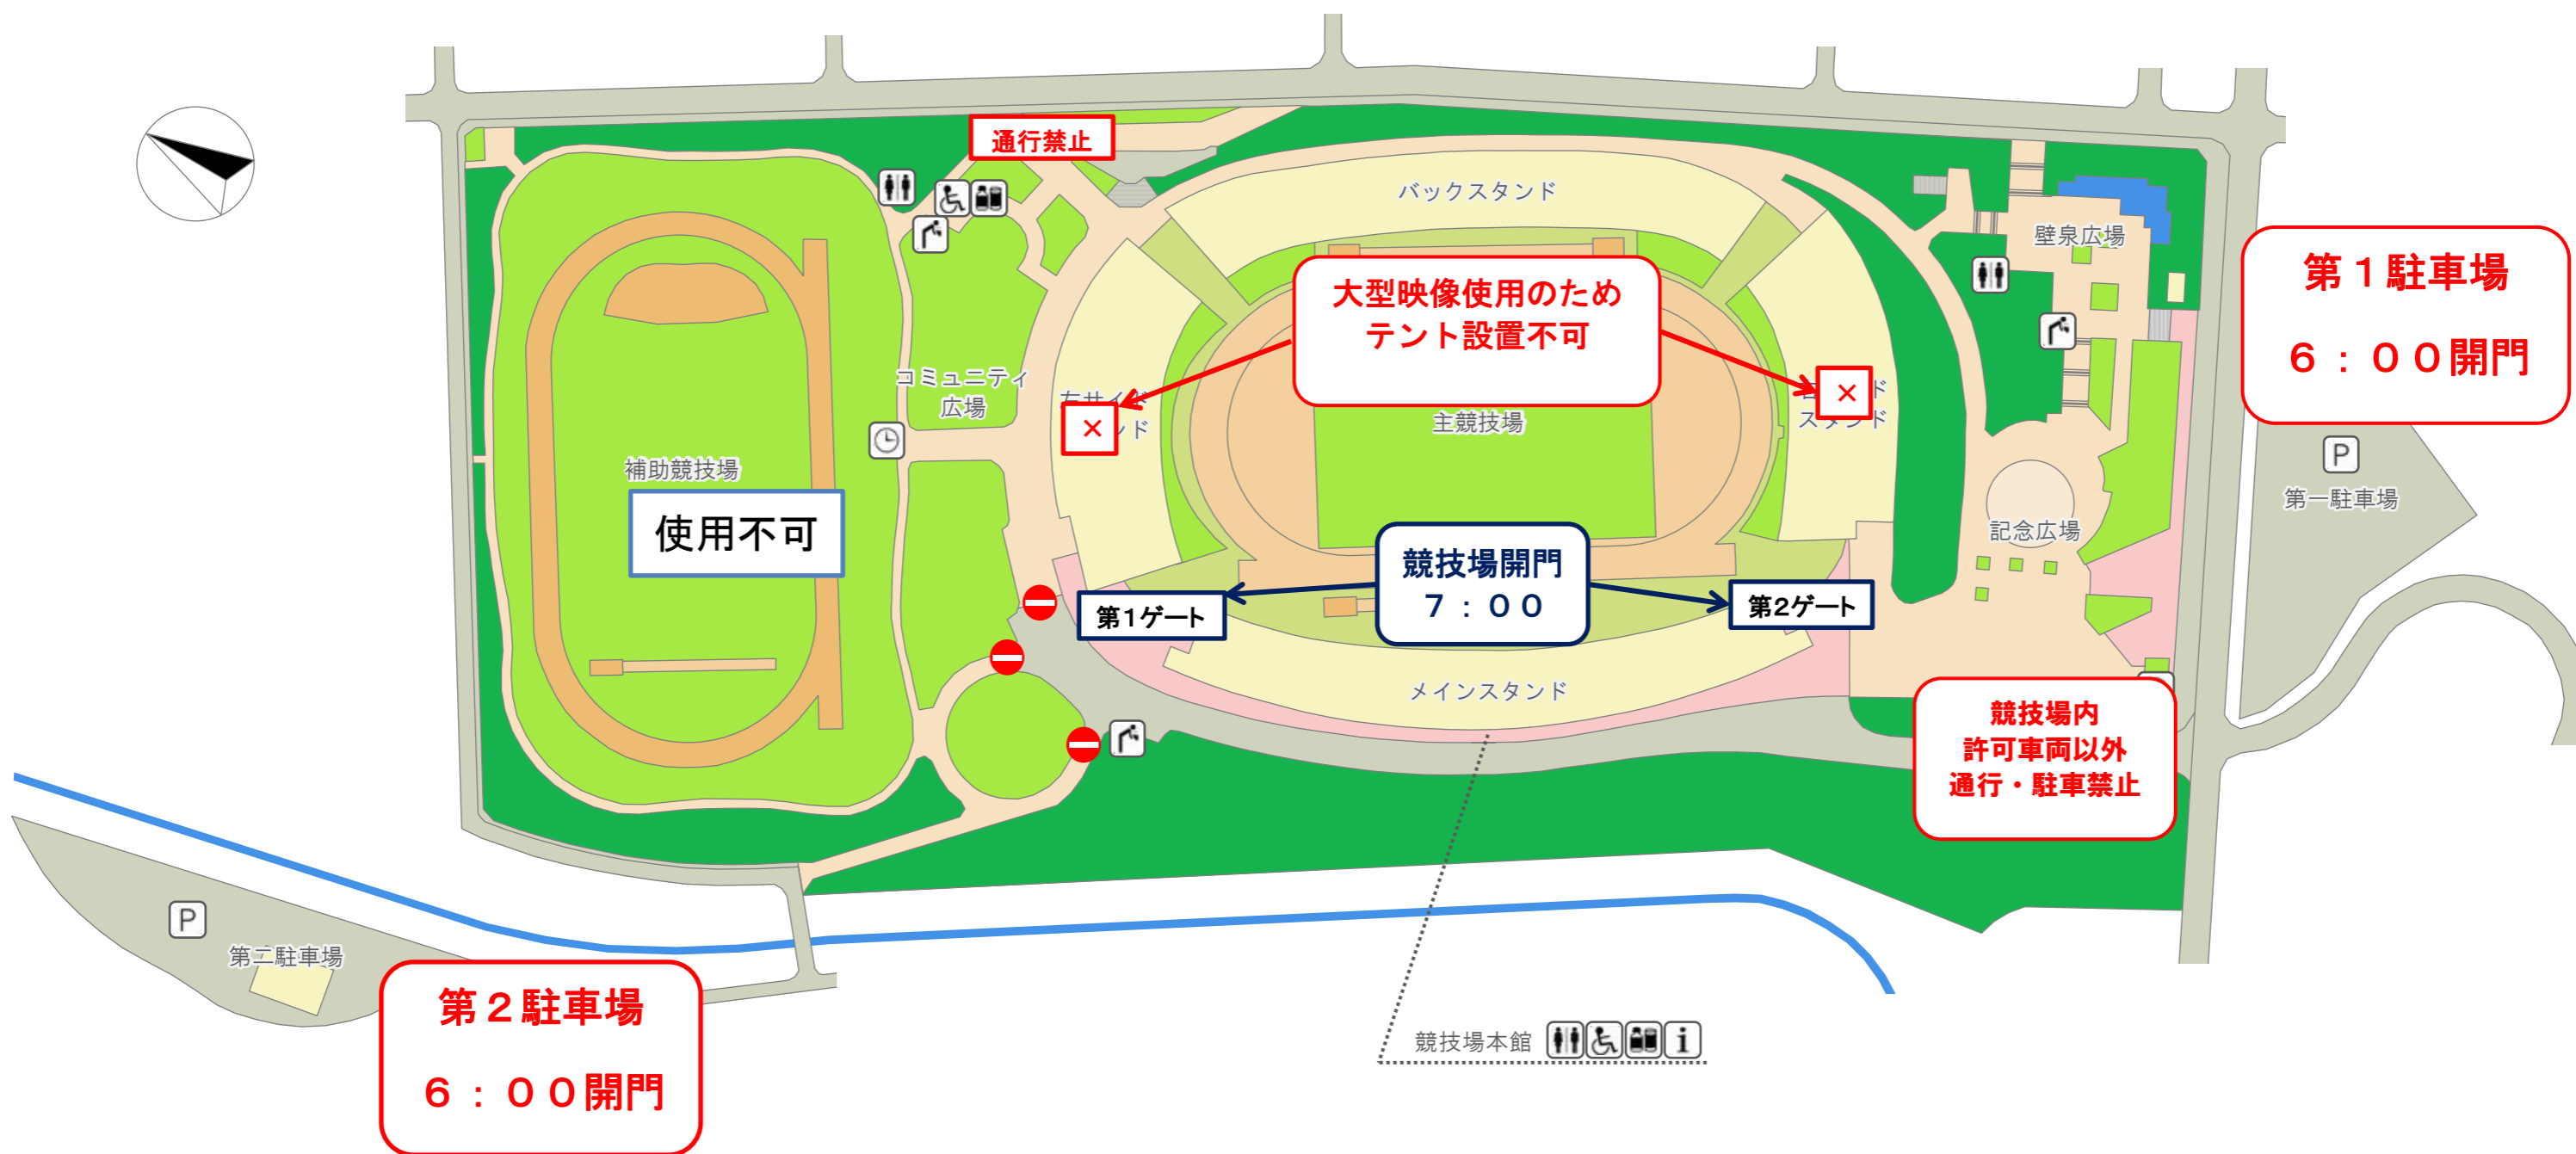 通行禁止
バックスタンド
壁泉広場
第１駐車場
６：００開門
大型映像使用のため
テント設置不可
コミュニティ
広場
×
×
スタンド
主競技場
補助競技場
使用不可
P
第一駐車場
記念広場
競技場開門
７：００
第1ゲート
第2ゲート
メインスタンド
競技場内
許可車両以外
通行・駐車禁止
P
第二駐車場
第２駐車場
６：００開門
競技場本館
i